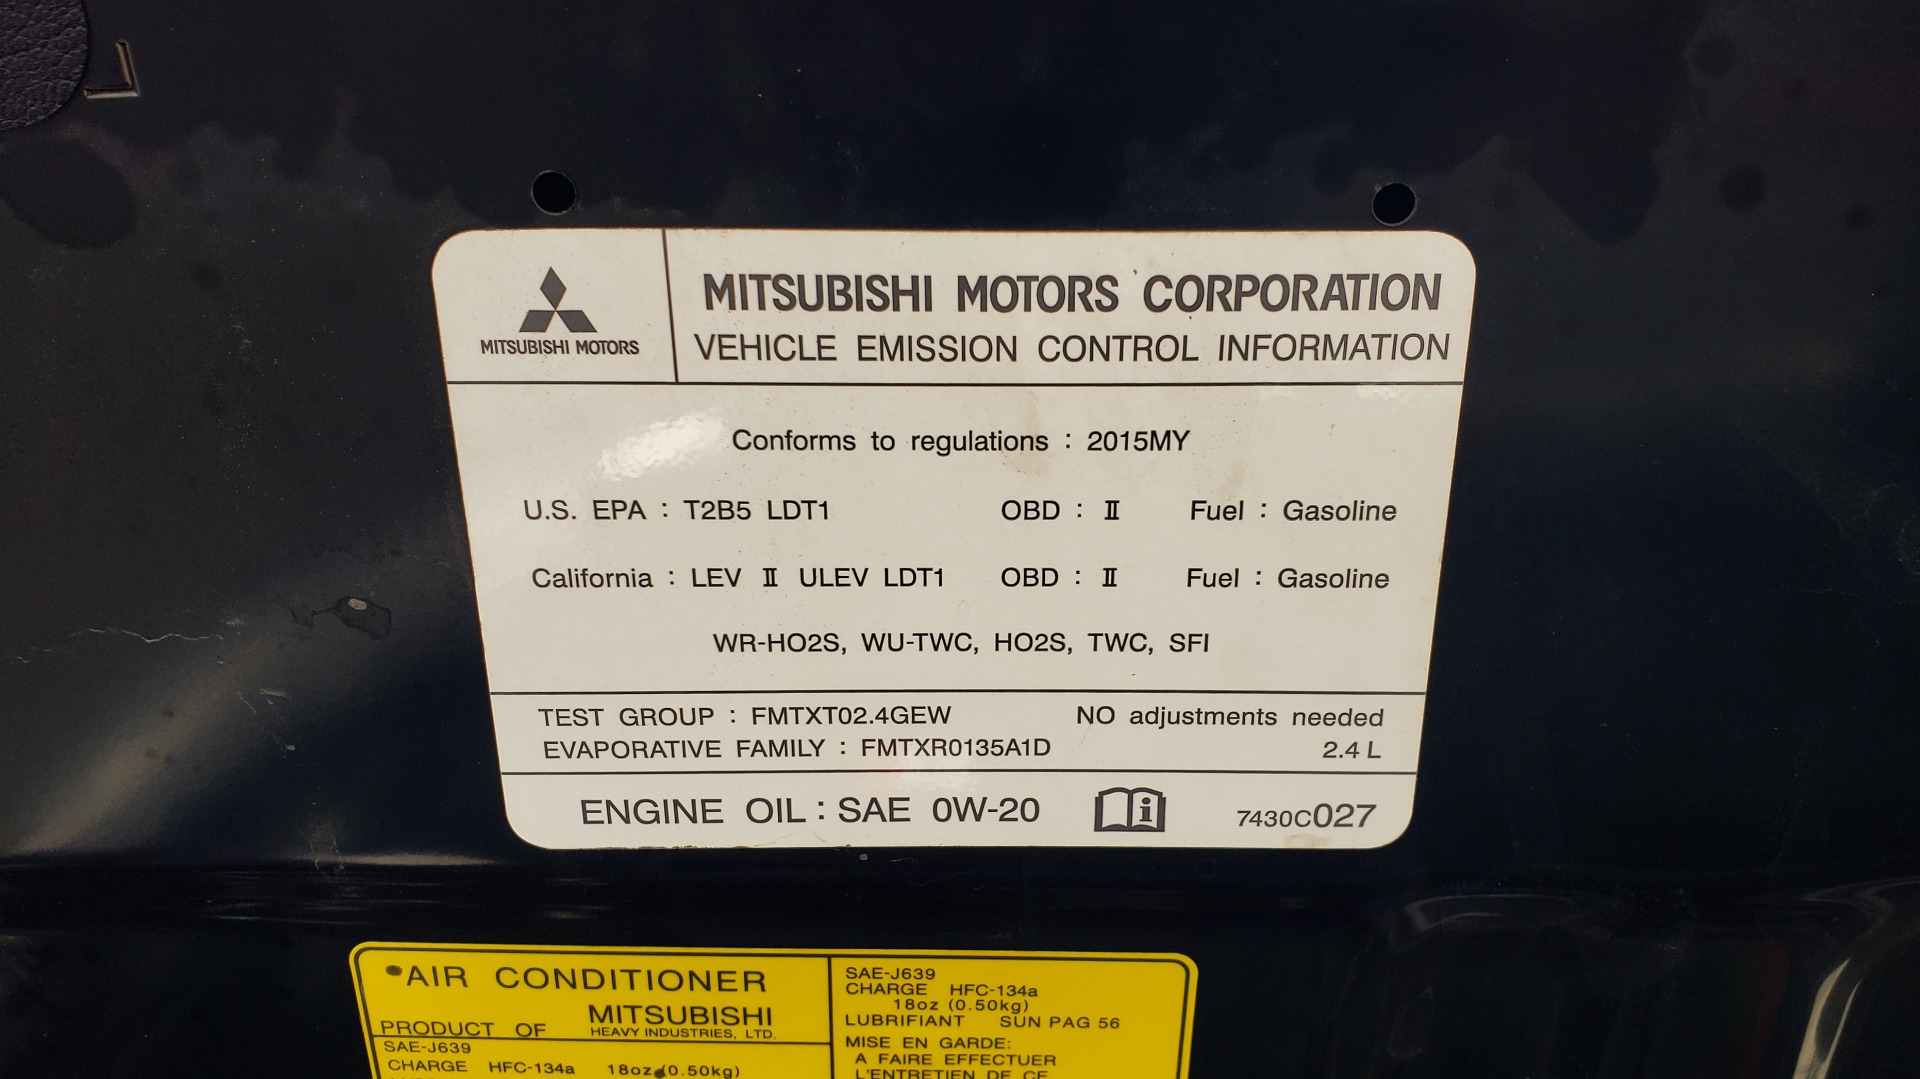 MITSUBISHI MOTORS
MITSUBISHI MOTORS CORPORATION
VEHICLE EMISSION CONTROL INFORMATION
Conforms to regulations : 2015MY
U.S. EPA : T2B5 LDT1 OBD : II Fuel : Gasoline
California : LEV II ULEV LDT1 OBD : II Fuel : Gasoline
WR-HO2S, WU-TWC, HO2S, TWC, SFI
TEST GROUP : FMTXT02.4GEW NO adjustments needed
EVAPORATIVE FAMILY : FMTXR0135A1D 2.4 L
ENGINE OIL : SAE 0W-20 7430C027
AIR CONDITIONER
PRODUCT OF MITSUBISHI
HEAVY INDUSTRIES, LTD.
SAE-J639
CHARGE HFC-134a 18oz (0.50kg)
SAE-J639
CHARGE HFC-134a
18oz (0.50kg)
LUBRIFIANT SUN PAG 56
MISE EN GARDE:
A FAIRE EFFECTUER
L'ENTRETIEN DE CE